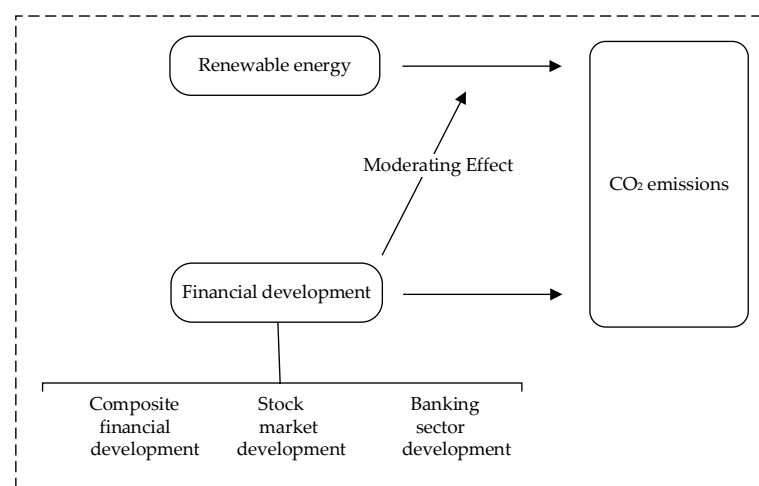 Renewable energy
Moderating Effect
CO₂ emissions
Financial development
Composite
financial
development
Stock
market
development
Banking
sector
development